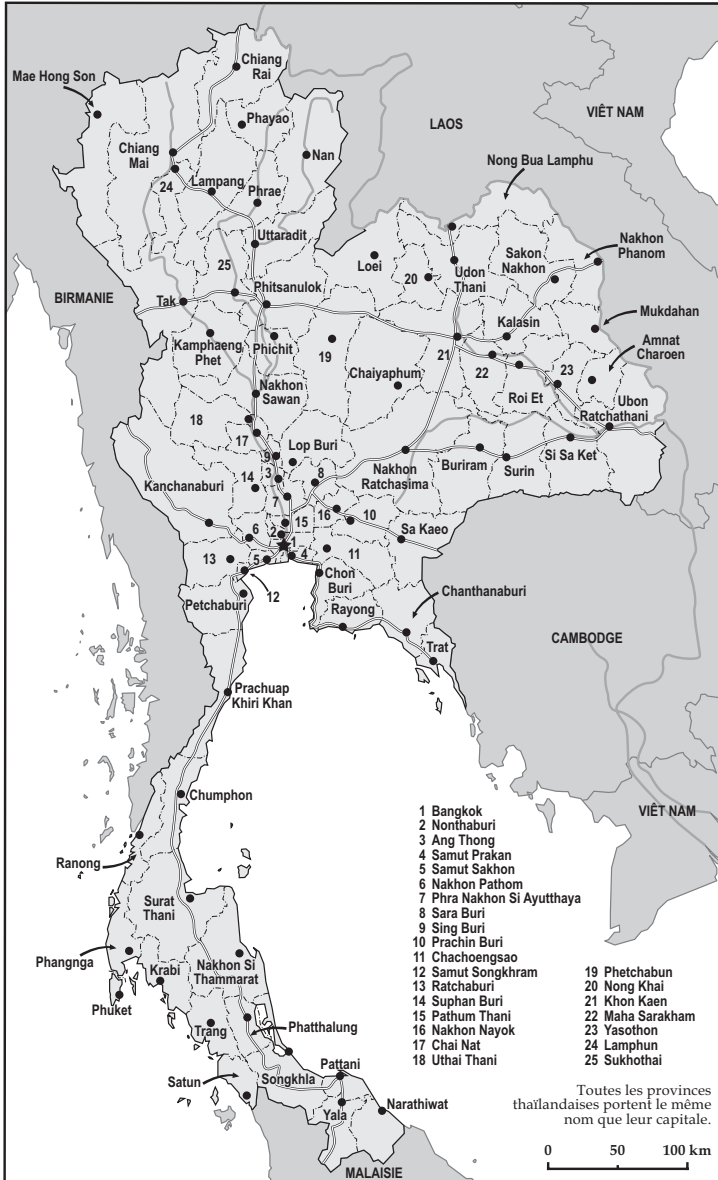 Chiang
Rai
Mae Hong Son
Phayao
VIÊT NAM
LAOS
Chiang
Mai
Nan
Nong Bua Lamphu
24
Lampang
Phrae
Uttaradit
Loei
Sakon
Nakhon
Nakhon
Phanom
25
20
Udon
Thani
BIRMANIE
Phitsanulok
Tak
Mukdahan
Kalasin
Kamphaeng
Phet
Phichit
19
21
Amnat
Charoen
22
23
Chaiyaphum
Roi Et
Nakhon
Sawan
Ubon
Ratchathani
18
17
Lop Buri
9
Nakhon
Ratchasima
Buriram
Surin
Si Sa Ket
Kanchanaburi
14
3
8
7
16
10
15
Sa Kaeo
6
2
1
11
13
5
4
Chon
Buri
12
Petchaburi
Chanthanaburi
Rayong
Trat
CAMBODGE
Prachuap
Khiri Khan
Chumphon
VIÊT NAM
Ranong
Surat
Thani
Phangnga
Krabi
Nakhon Si
Thammarat
Phuket
Trang
Phatthalung
Pattani
Satun
Songkhla
Yala
Narathiwat
MALAISIE
1 Bangkok
2 Nonthaburi
3 Ang Thong
4 Samut Prakan
5 Samut Sakhon
6 Nakhon Pathom
7 Phra Nakhon Si Ayutthaya
8 Sara Buri
9 Sing Buri
10 Prachin Buri
11 Chachoengsao
12 Samut Songkhram
13 Ratchaburi
14 Suphan Buri
15 Pathum Thani
16 Nakhon Nayok
17 Chai Nat
18 Uthai Thani
19 Phetchabun
20 Nong Khai
21 Khon Kaen
22 Maha Sarakham
23 Yasothon
24 Lamphun
25 Sukhothai
Toutes les provinces
thaïlandaises portent le même
nom que leur capitale.
0 50 100 km